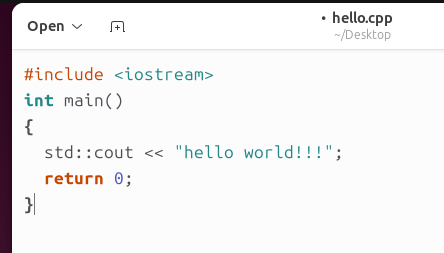 Open
• hello.cpp
~/Desktop
#include <iostream>
int main()
{
  std::cout << "hello world!!!";
  return 0;
}